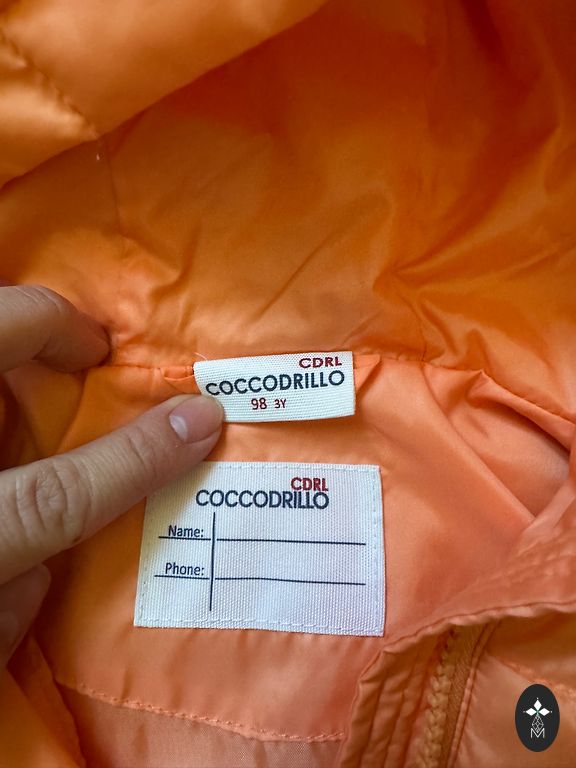 CDRL
COCCODRILLO
98 3Y
CDRL
COCCODRILLO
Name:
Phone:
M